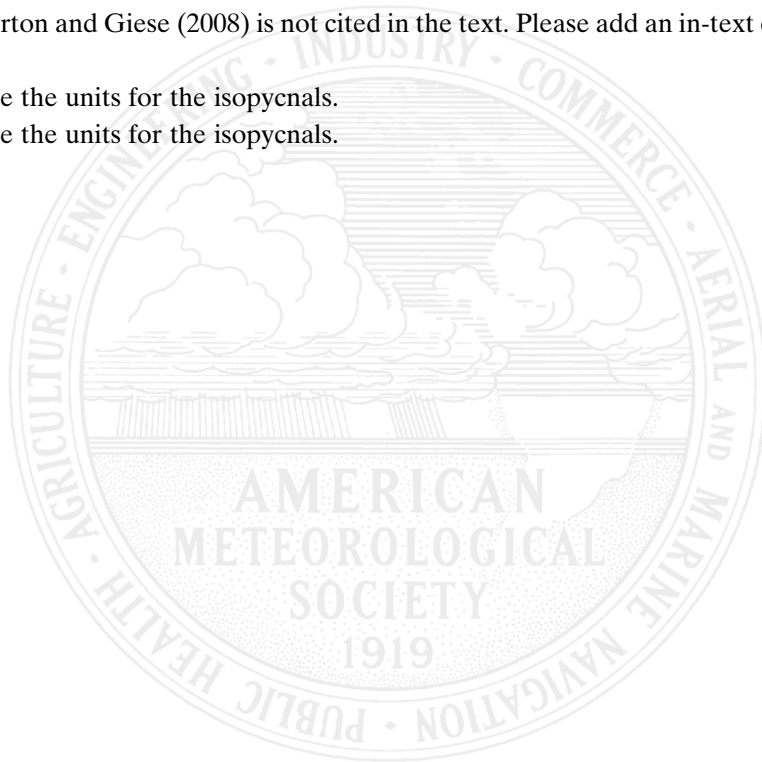 rton and Giese (2008) is not cited in the text. Please add an in-text
e the units for the isopycnals.
e the units for the isopycnals.
INDUSTRY · COMMERCE · AERIAL AND MARINE NAVIGATION · PUBLIC HEALTH · AGRICULTURE · ENGINEERING ·
AMERICAN
METEOROLOGICAL
SOCIETY
1919